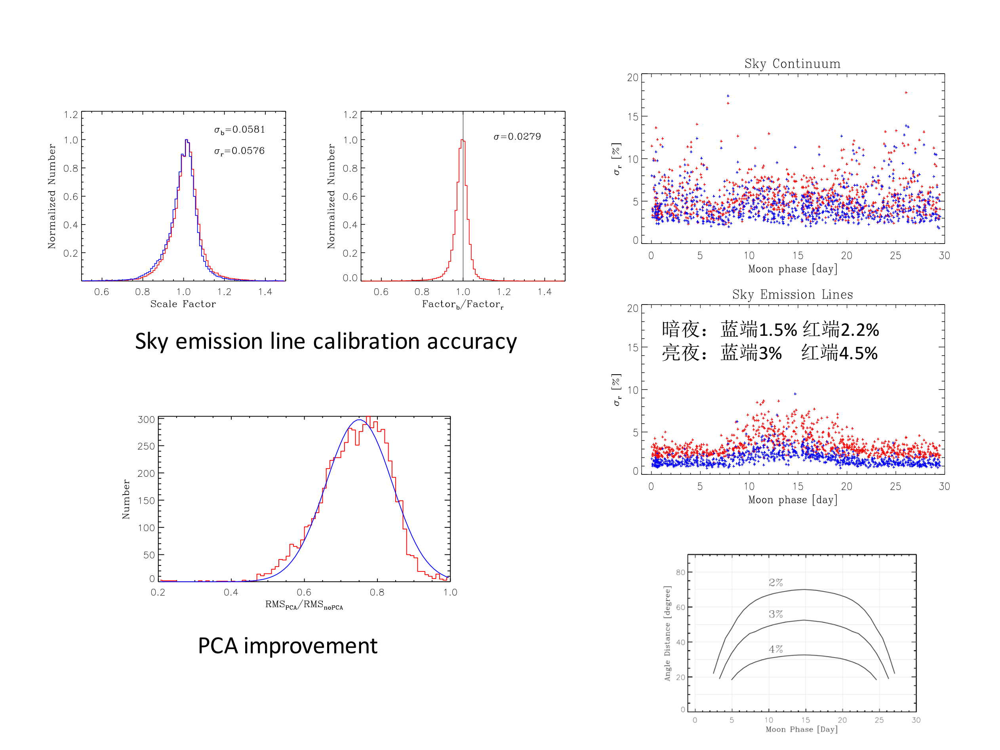 1.2
1.0
0.8
0.6
0.4
0.2
0.6 0.8 1.0 1.2 1.4
Scale Factor
Normalized Number
σb=0.0581
σr=0.0576
1.2
1.0
0.8
0.6
0.4
0.2
0.0
0.6 0.8 1.0 1.2 1.4
Factorb/Factorr
Normalized Number
σ=0.0279
Sky emission line calibration accuracy
300
250
200
150
100
50
0
0.2 0.4 0.6 0.8 1.0
RMSPCA/RMSnoPCA
Number
PCA improvement
Sky Continuum
20
15
10
5
0
σr [%]
0 5 10 15 20 25 30
Moon phase [day]
Sky Emission Lines
20
15
10
5
0
σr [%]
暗夜：蓝端1.5% 红端2.2%
亮夜：蓝端3% 红端4.5%
0 5 10 15 20 25 30
Moon phase [day]
80
60
40
20
0
Angle Distance [degree]
2%
3%
4%
0 5 10 15 20 25 30
Moon Phase [Day]